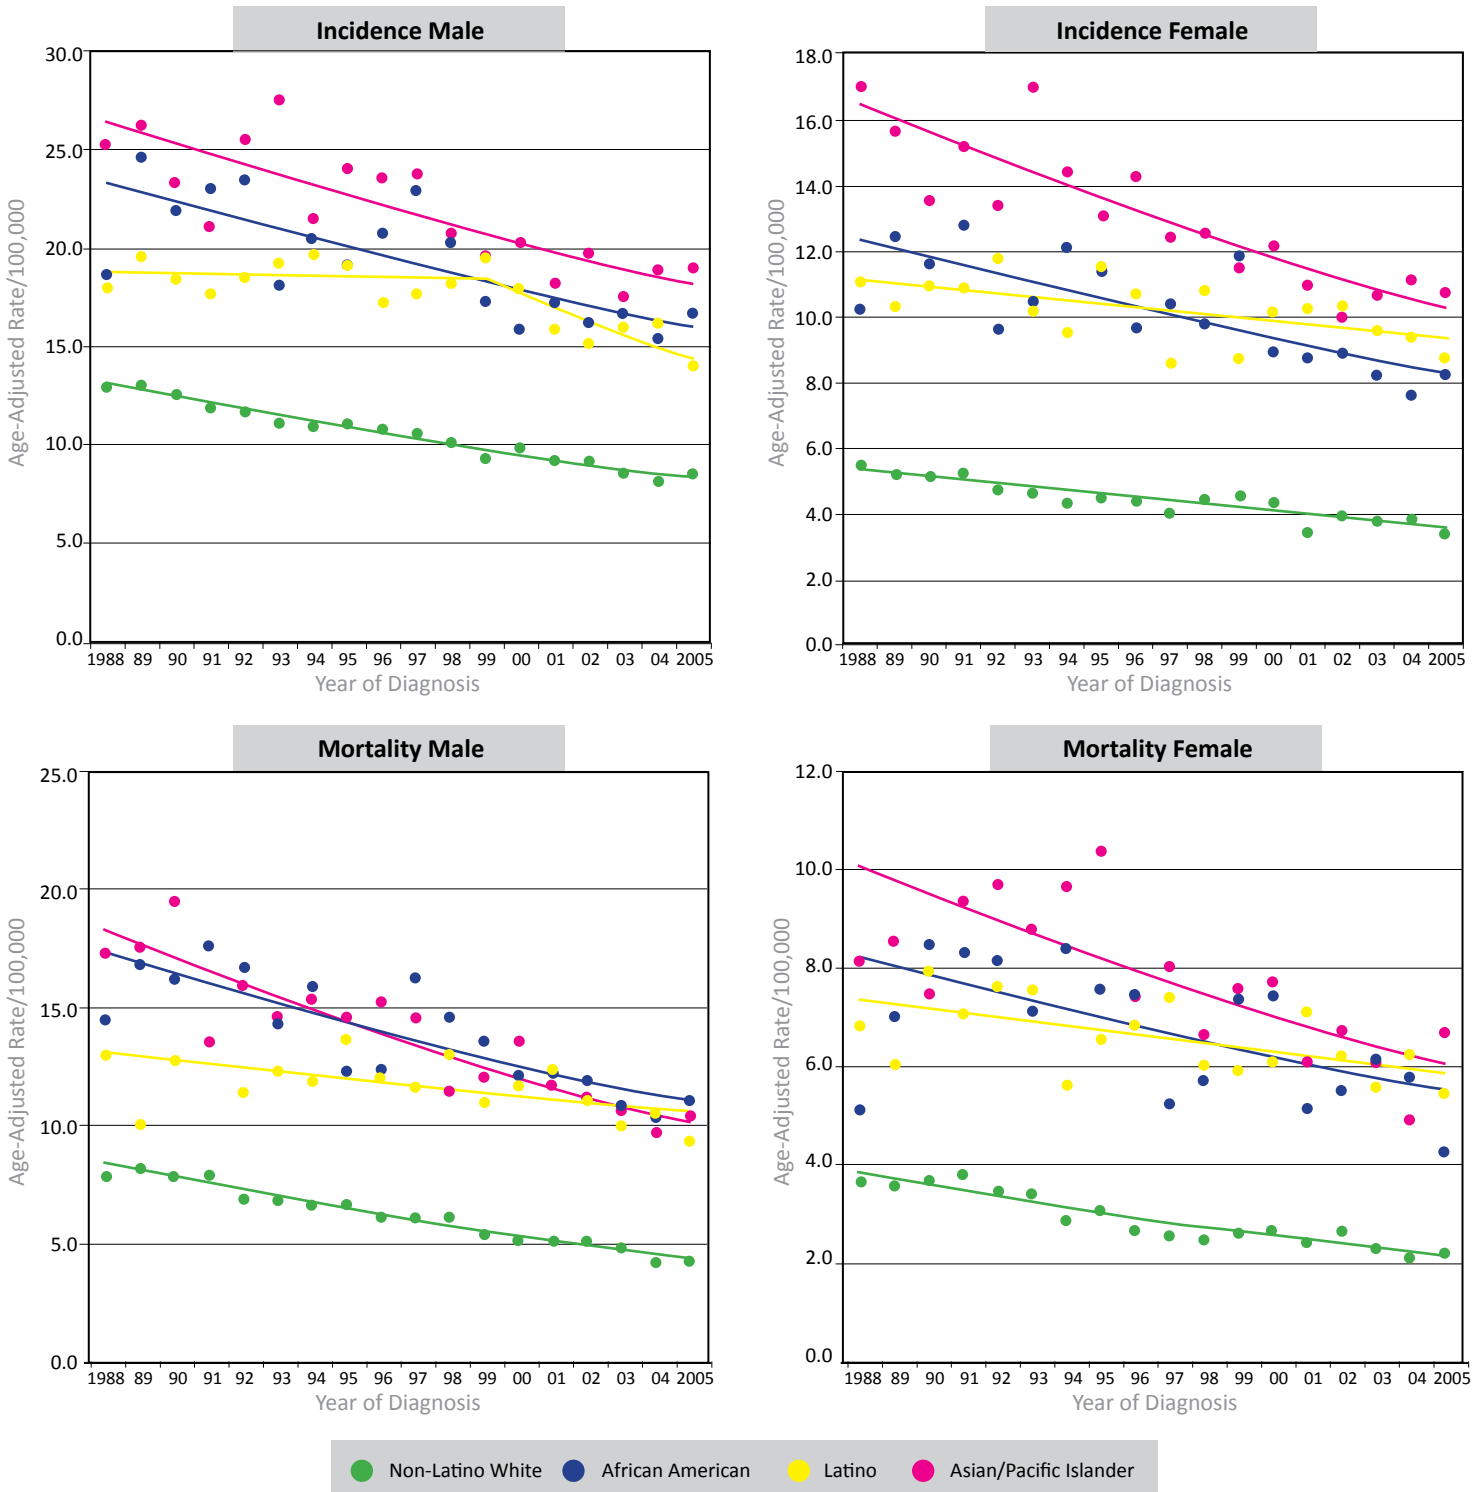 Incidence Male
Age-Adjusted Rate/100,000
30.0
25.0
20.0
15.0
10.0
5.0
0.0
1988 89 90 91 92 93 94 95 96 97 98 99 00 01 02 03 04 2005
Year of Diagnosis
Incidence Female
Age-Adjusted Rate/100,000
18.0
16.0
14.0
12.0
10.0
8.0
6.0
4.0
2.0
0.0
1988 89 90 91 92 93 94 95 96 97 98 99 00 01 02 03 04 2005
Year of Diagnosis
Mortality Male
Age-Adjusted Rate/100,000
25.0
20.0
15.0
10.0
5.0
0.0
1988 89 90 91 92 93 94 95 96 97 98 99 00 01 02 03 04 2005
Year of Diagnosis
Mortality Female
Age-Adjusted Rate/100,000
12.0
10.0
8.0
6.0
4.0
2.0
0.0
1988 89 90 91 92 93 94 95 96 97 98 99 00 01 02 03 04 2005
Year of Diagnosis
Non-Latino White African American Latino Asian/Pacific Islander